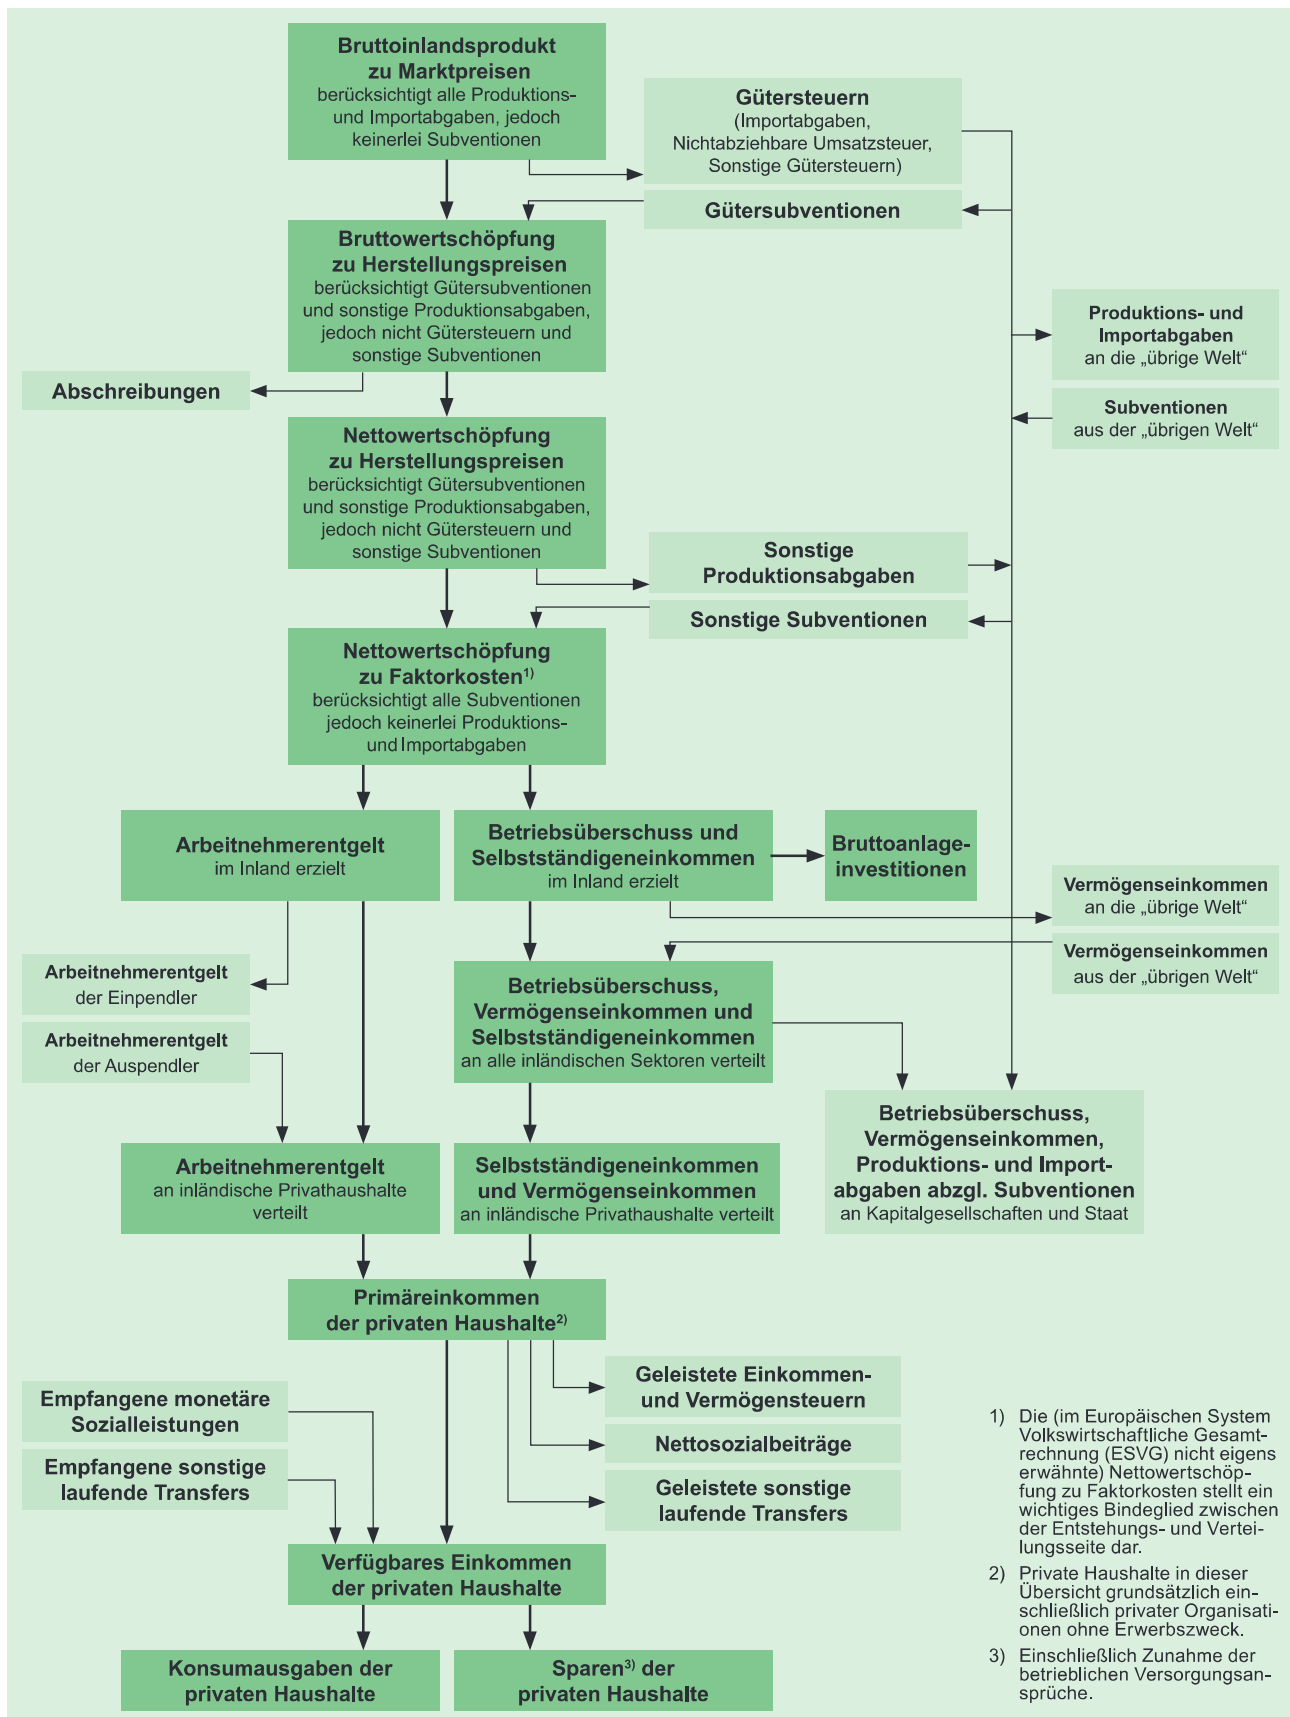 Bruttoinlandsprodukt
zu Marktpreisen
berücksichtigt alle Produktions-
und Importabgaben, jedoch
keinerlei Subventionen
Gütersteuern
(Importabgaben,
Nichtabziehbare Umsatzsteuer,
Sonstige Gütersteuern)
Gütersubventionen
Bruttowertschöpfung
zu Herstellungspreisen
berücksichtigt Gütersubventionen
und sonstige Produktionsabgaben,
jedoch nicht Gütersteuern und
sonstige Subventionen
Produktions- und
Importabgaben
an die „übrige Welt“
Abschreibungen
Subventionen
aus der „übrigen Welt“
Nettowertschöpfung
zu Herstellungspreisen
berücksichtigt Gütersubventionen
und sonstige Produktionsabgaben,
jedoch nicht Gütersteuern und
sonstige Subventionen
Sonstige
Produktionsabgaben
Sonstige Subventionen
Nettowertschöpfung
zu Faktorkosten1)
berücksichtigt alle Subventionen
jedoch keinerlei Produktions-
und Importabgaben
Arbeitnehmerentgelt
im Inland erzielt
Betriebsüberschuss und
Selbstständigeneinkommen
im Inland erzielt
Bruttoanlage-
investitionen
Vermögenseinkommen
an die „übrige Welt“
Vermögenseinkommen
aus der „übrigen Welt“
Arbeitnehmerentgelt
der Einpendler
Arbeitnehmerentgelt
der Auspendler
Betriebsüberschuss,
Vermögenseinkommen und
Selbstständigeneinkommen
an alle inländischen Sektoren verteilt
Betriebsüberschuss,
Vermögenseinkommen,
Produktions- und Import-
abgaben abzgl. Subventionen
an Kapitalgesellschaften und Staat
Arbeitnehmerentgelt
an inländische Privathaushalte
verteilt
Selbstständigeneinkommen
und Vermögenseinkommen
an inländische Privathaushalte verteilt
Primäreinkommen
der privaten Haushalte2)
Geleistete Einkommen-
und Vermögensteuern
Nettosozialbeiträge
Geleistete sonstige
laufende Transfers
Empfangene monetäre
Sozialleistungen
Empfangene sonstige
laufende Transfers
Verfügbares Einkommen
der privaten Haushalte
Konsumausgaben der
privaten Haushalte
Sparen3) der
privaten Haushalte
1) Die (im Europäischen System
Volkswirtschaftliche Gesamt-
rechnung (ESVG) nicht eigens
erwähnte) Nettowertschöp-
fung zu Faktorkosten stellt ein
wichtiges Bindeglied zwischen
der Entstehungs- und Vertei-
lungsseite dar.
2) Private Haushalte in dieser
Übersicht grundsätzlich ein-
schließlich privater Organisati-
onen ohne Erwerbszweck.
3) Einschließlich Zunahme der
betrieblichen Versorgungsan-
sprüche.